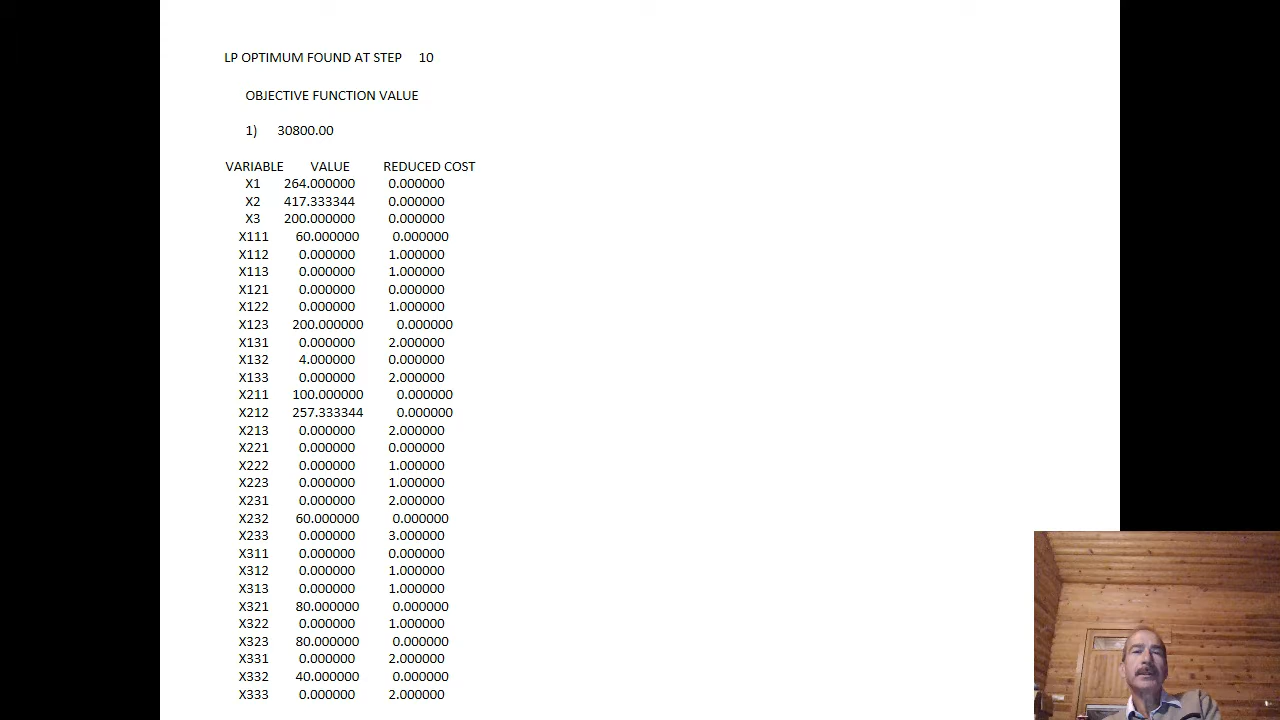 LP OPTIMUM FOUND AT STEP 10
OBJECTIVE FUNCTION VALUE
1) 30800.00
VARIABLE VALUE REDUCED COST
X1 264.000000 0.000000
X2 417.333344 0.000000
X3 200.000000 0.000000
X111 60.000000 0.000000
X112 0.000000 1.000000
X113 0.000000 1.000000
X121 0.000000 0.000000
X122 0.000000 1.000000
X123 200.000000 0.000000
X131 0.000000 2.000000
X132 4.000000 0.000000
X133 0.000000 2.000000
X211 100.000000 0.000000
X212 257.333344 0.000000
X213 0.000000 2.000000
X221 0.000000 0.000000
X222 0.000000 1.000000
X223 0.000000 1.000000
X231 0.000000 2.000000
X232 60.000000 0.000000
X233 0.000000 3.000000
X311 0.000000 0.000000
X312 0.000000 1.000000
X313 0.000000 1.000000
X321 80.000000 0.000000
X322 0.000000 1.000000
X323 80.000000 0.000000
X331 0.000000 2.000000
X332 40.000000 0.000000
X333 0.000000 2.000000